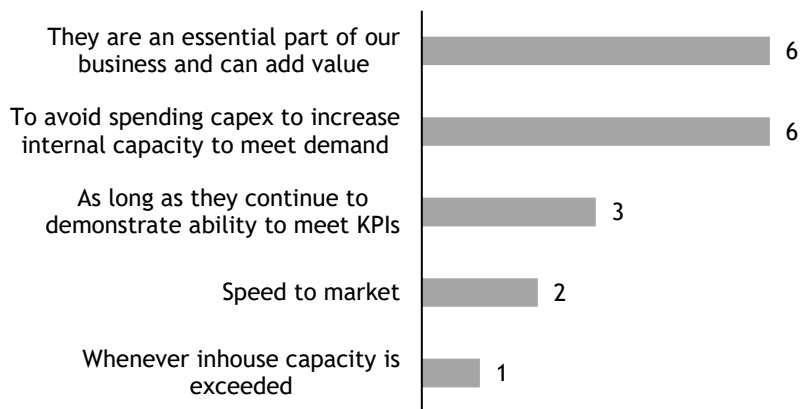 They are an essential part of our
business and can add value
6
To avoid spending capex to increase
internal capacity to meet demand
6
As long as they continue to
demonstrate ability to meet KPIs
3
Speed to market
2
Whenever inhouse capacity is
exceeded
1